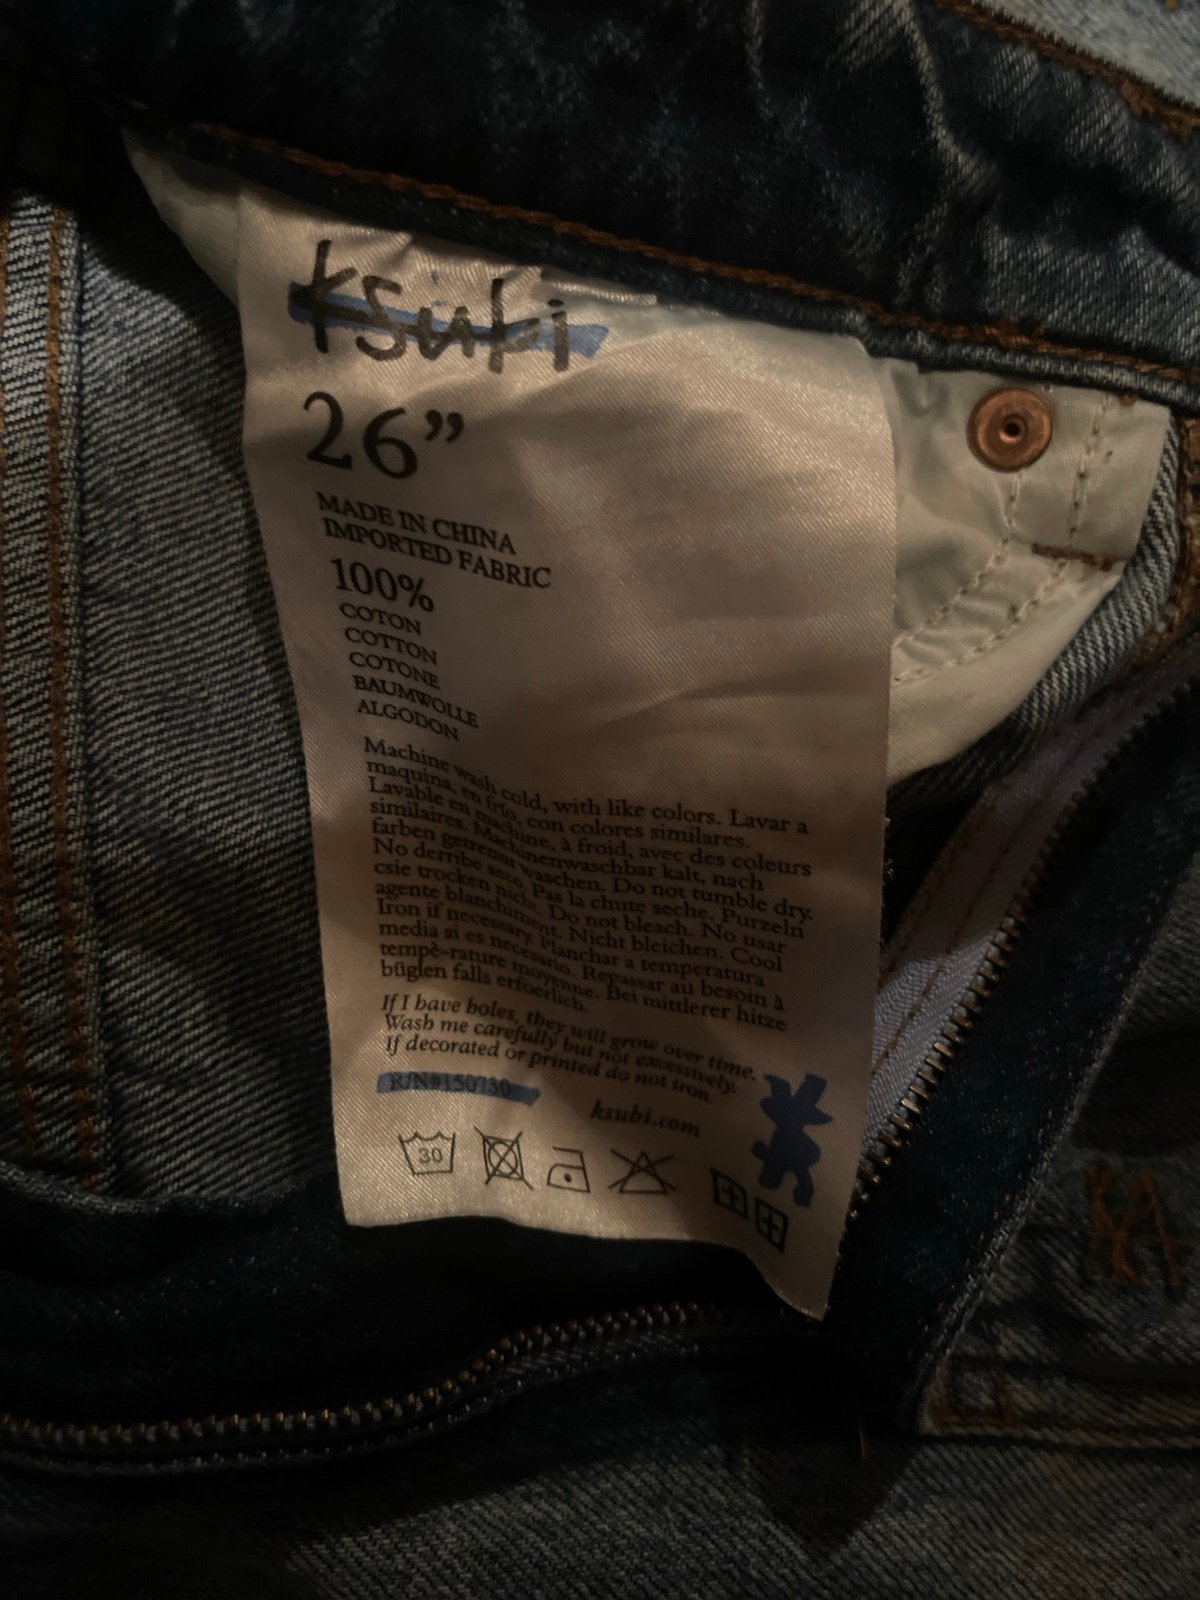 ksubi
26"
MADE IN CHINA
IMPORTED FABRIC
100%
COTON
COTTON
COTONE
BAUMWOLLE
ALGODON
Machine wash cold, with like colors. Lavar a
maquina, en frío, con colores similares.
Lavable en machine, à froid, avec des couleurs
similaires. Machinenwaschbar kalt, nach
farben getrennt waschen. Do not tumble dry.
No derribe seco. Pas la chute seche. Purzeln
csie trocken nicht. Do not bleach. No usar
agente blanchiment. Nicht bleichen. Cool
Iron if necessary. Planchar a temperatura
media si es necesario. Repassar au besoin à
tempè-rature moyenne. Bei mittlerer hitze
büglen falls erfoerlich.
If I have holes, they will grow over time.
Wash me carefully but not excessively.
If decorated or printed do not iron.
R/N#150730
ksubi.com
30